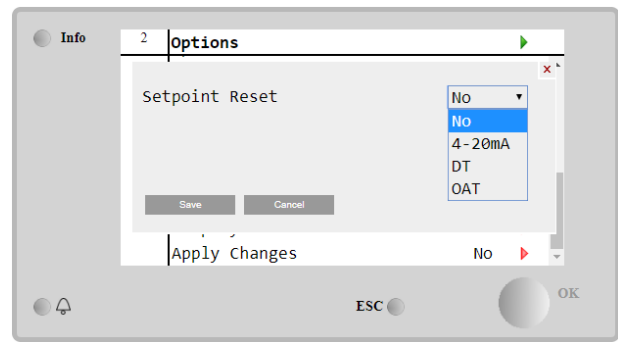 Info
2
Options
x
Setpoint Reset
No
No
4-20mA
DT
OAT
Save
Cancel
Apply Changes
No
ESC
OK